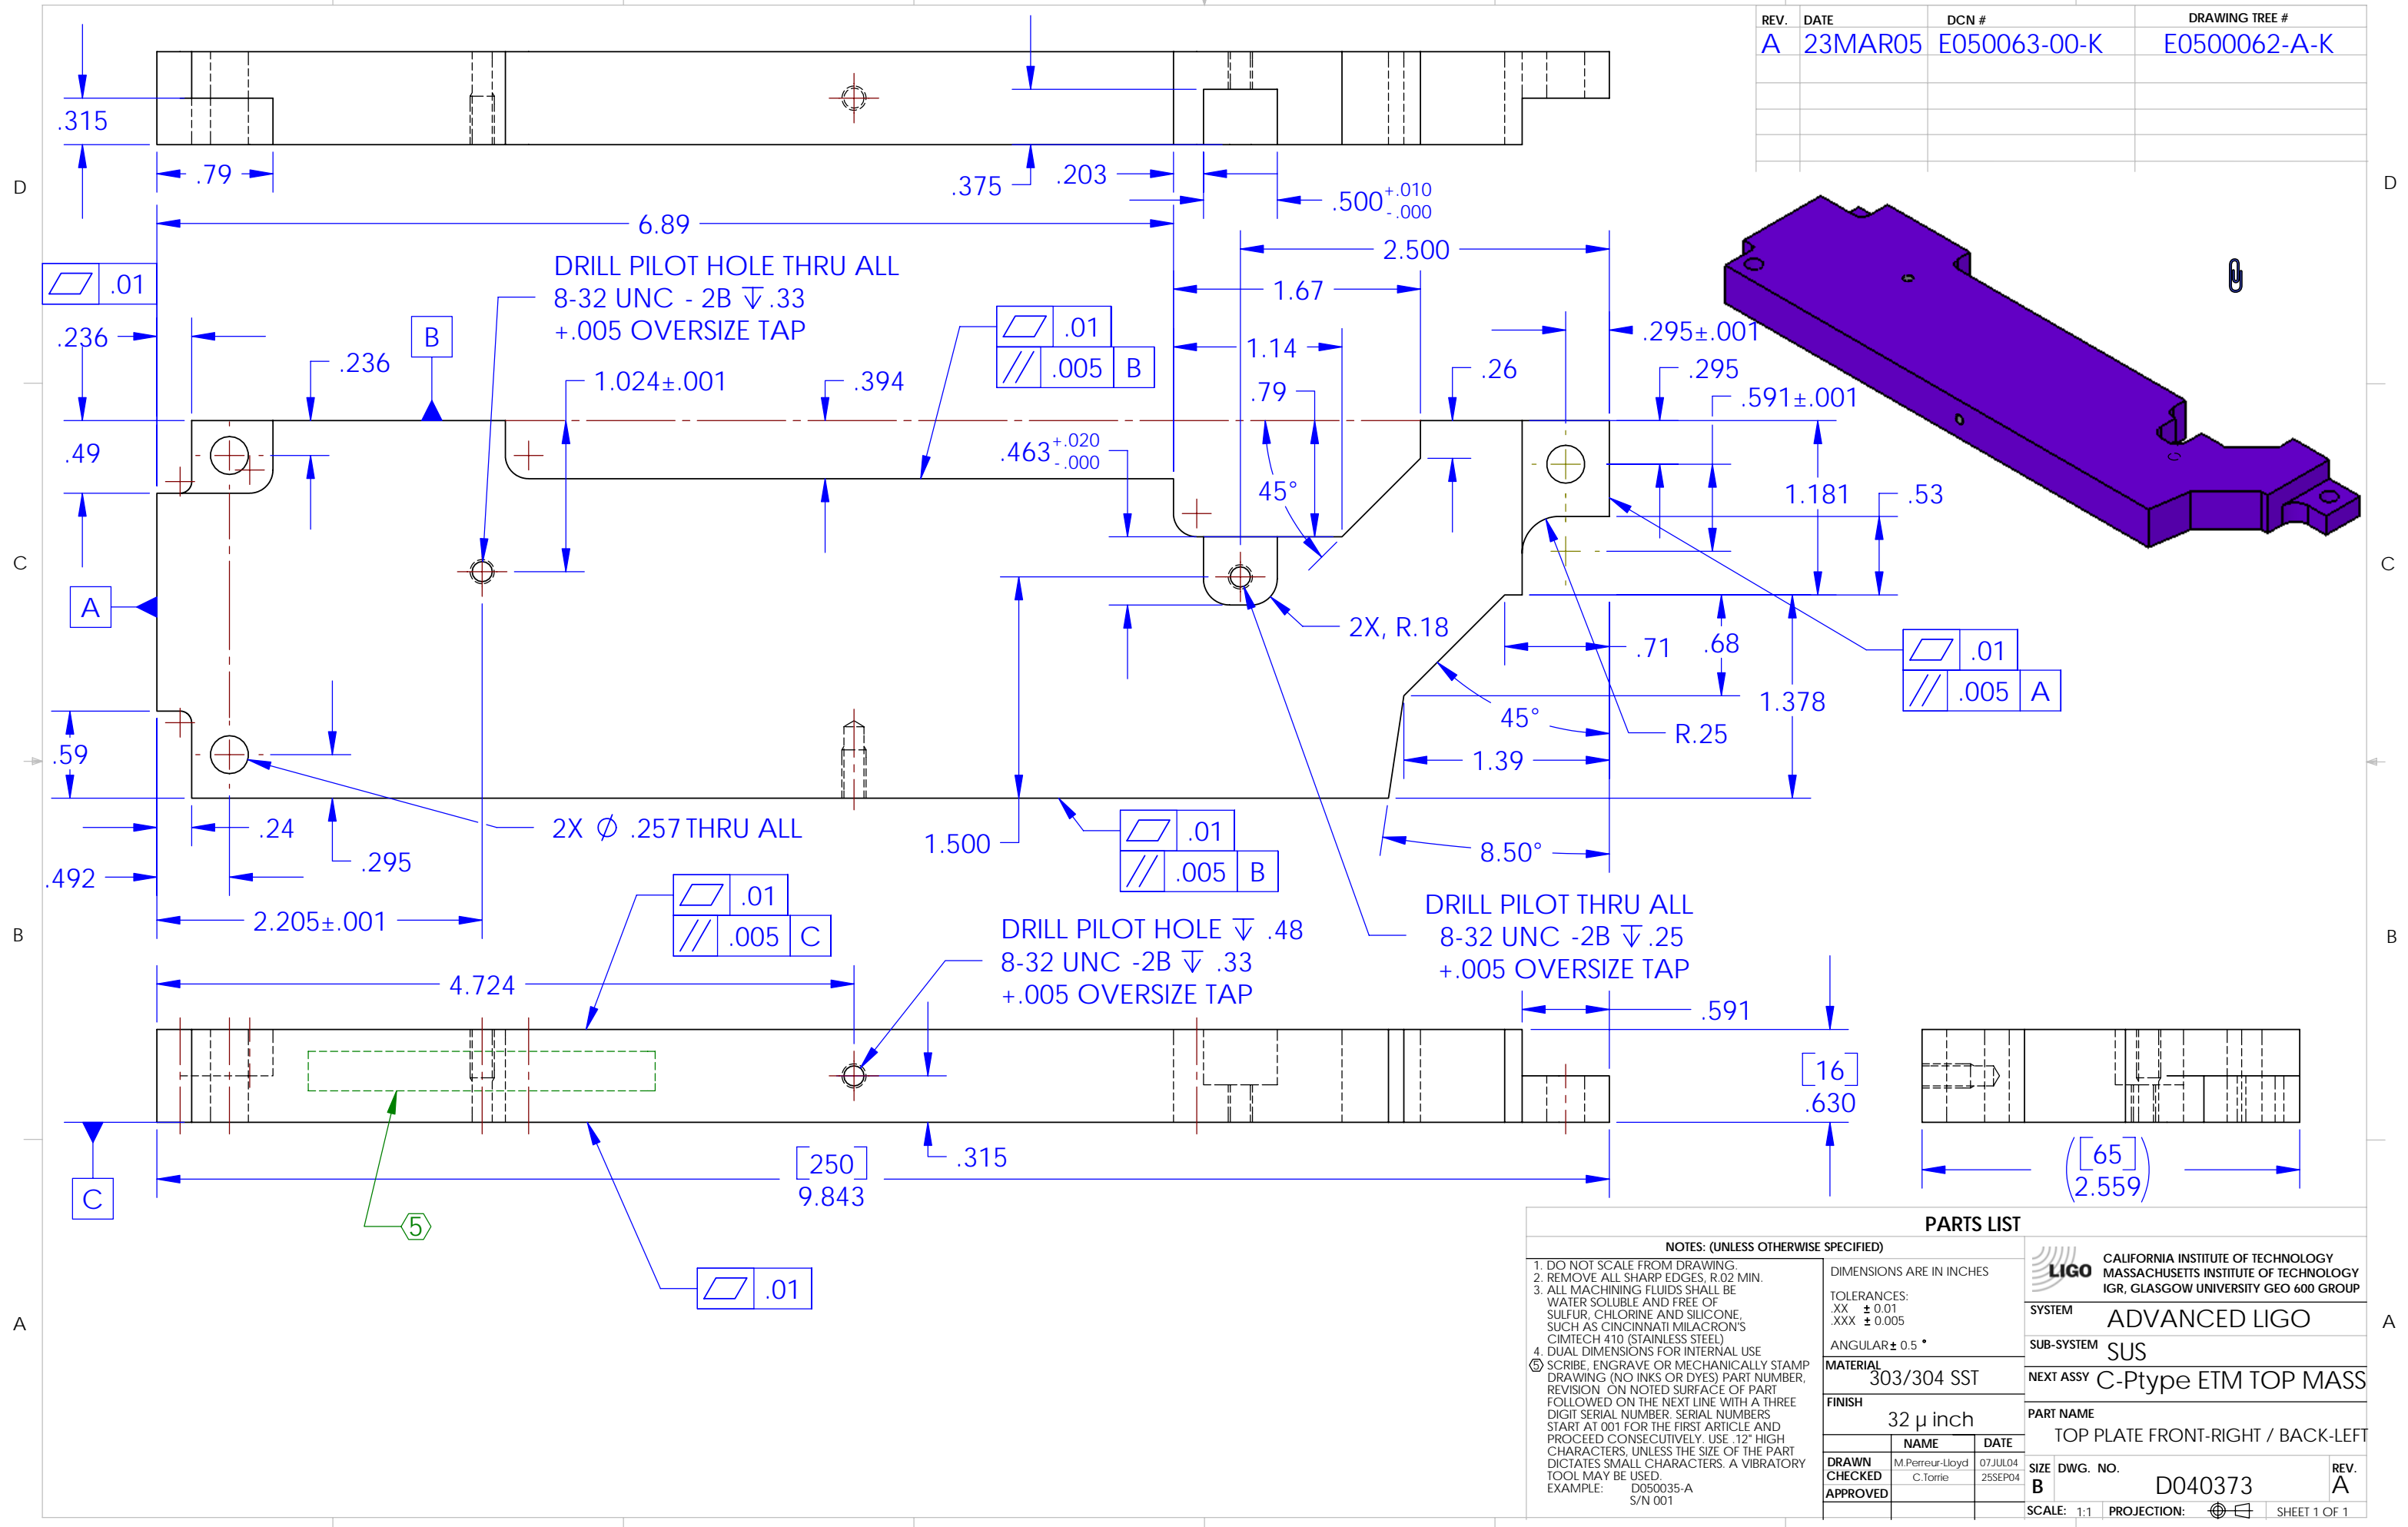 REV. DATE DCN # DRAWING TREE #
A 23MAR05 E050063-00-K E0500062-A-K
D
D
.315
.79
.375
.203
.500 +.010 -.000
6.89
2.500
DRILL PILOT HOLE THRU ALL
8-32 UNC - 2B ↧ .33
+.005 OVERSIZE TAP
⏥ .01
⏥ .01
// .005 B
1.67
1.14
.295±.001
.236
B
.236
1.024±.001
.394
.79
.26
.295
.591±.001
.49
.463 +.020 -.000
45°
1.181
.53
C
C
A
2X, R.18
.71
.68
⏥ .01
// .005 A
1.378
45°
R.25
.59
1.39
.24
2X ∅ .257 THRU ALL
.295
1.500
⏥ .01
// .005 B
8.50°
.492
2.205±.001
⏥ .01
// .005 C
DRILL PILOT HOLE ↧ .48
8-32 UNC -2B ↧ .33
+.005 OVERSIZE TAP
DRILL PILOT THRU ALL
8-32 UNC -2B ↧ .25
+.005 OVERSIZE TAP
B
B
4.724
.591
[16]
.630
.315
[250]
9.843
([65]
2.559)
C
5
⏥ .01
A
A
PARTS LIST
NOTES: (UNLESS OTHERWISE SPECIFIED)
1. DO NOT SCALE FROM DRAWING.
2. REMOVE ALL SHARP EDGES, R.02 MIN.
3. ALL MACHINING FLUIDS SHALL BE
WATER SOLUBLE AND FREE OF
SULFUR, CHLORINE AND SILICONE,
SUCH AS CINCINNATI MILACRON'S
CIMTECH 410 (STAINLESS STEEL)
4. DUAL DIMENSIONS FOR INTERNAL USE
5 SCRIBE, ENGRAVE OR MECHANICALLY STAMP
DRAWING (NO INKS OR DYES) PART NUMBER,
REVISION ON NOTED SURFACE OF PART
FOLLOWED ON THE NEXT LINE WITH A THREE
DIGIT SERIAL NUMBER. SERIAL NUMBERS
START AT 001 FOR THE FIRST ARTICLE AND
PROCEED CONSECUTIVELY. USE .12" HIGH
CHARACTERS, UNLESS THE SIZE OF THE PART
DICTATES SMALL CHARACTERS. A VIBRATORY
TOOL MAY BE USED.
EXAMPLE: D050035-A
S/N 001
DIMENSIONS ARE IN INCHES
TOLERANCES:
.XX ± 0.01
.XXX ± 0.005
ANGULAR ± 0.5 °
MATERIAL
303/304 SST
FINISH
32 µ inch
NAME DATE
DRAWN M.Perreur-Lloyd 07JUL04
CHECKED C.Torrie 25SEP04
APPROVED
LIGO
CALIFORNIA INSTITUTE OF TECHNOLOGY
MASSACHUSETTS INSTITUTE OF TECHNOLOGY
IGR, GLASGOW UNIVERSITY GEO 600 GROUP
SYSTEM ADVANCED LIGO
SUB-SYSTEM SUS
NEXT ASSY C-Ptype ETM TOP MASS
PART NAME
TOP PLATE FRONT-RIGHT / BACK-LEFT
SIZE DWG. NO. REV.
B D040373 A
SCALE: 1:1 PROJECTION: SHEET 1 OF 1